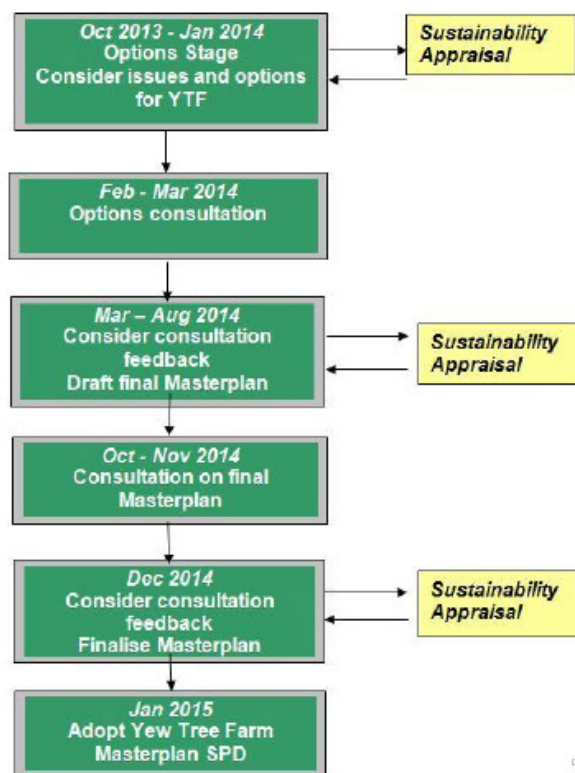 Oct 2013 - Jan 2014
Options Stage
Consider issues and options
for YTF
Sustainability
Appraisal
Feb - Mar 2014
Options consultation
Mar – Aug 2014
Consider consultation
feedback
Draft final Masterplan
Sustainability
Appraisal
Oct - Nov 2014
Consultation on final
Masterplan
Dec 2014
Consider consultation
feedback
Finalise Masterplan
Sustainability
Appraisal
Jan 2015
Adopt Yew Tree Farm
Masterplan SPD